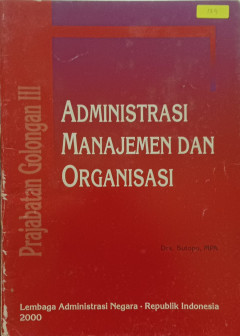 Prajabatan Golongan III
ADMINISTRASI
MANAJEMEN DAN
ORGANISASI
Lembaga Administrasi Negara - Republik Indonesia
2000